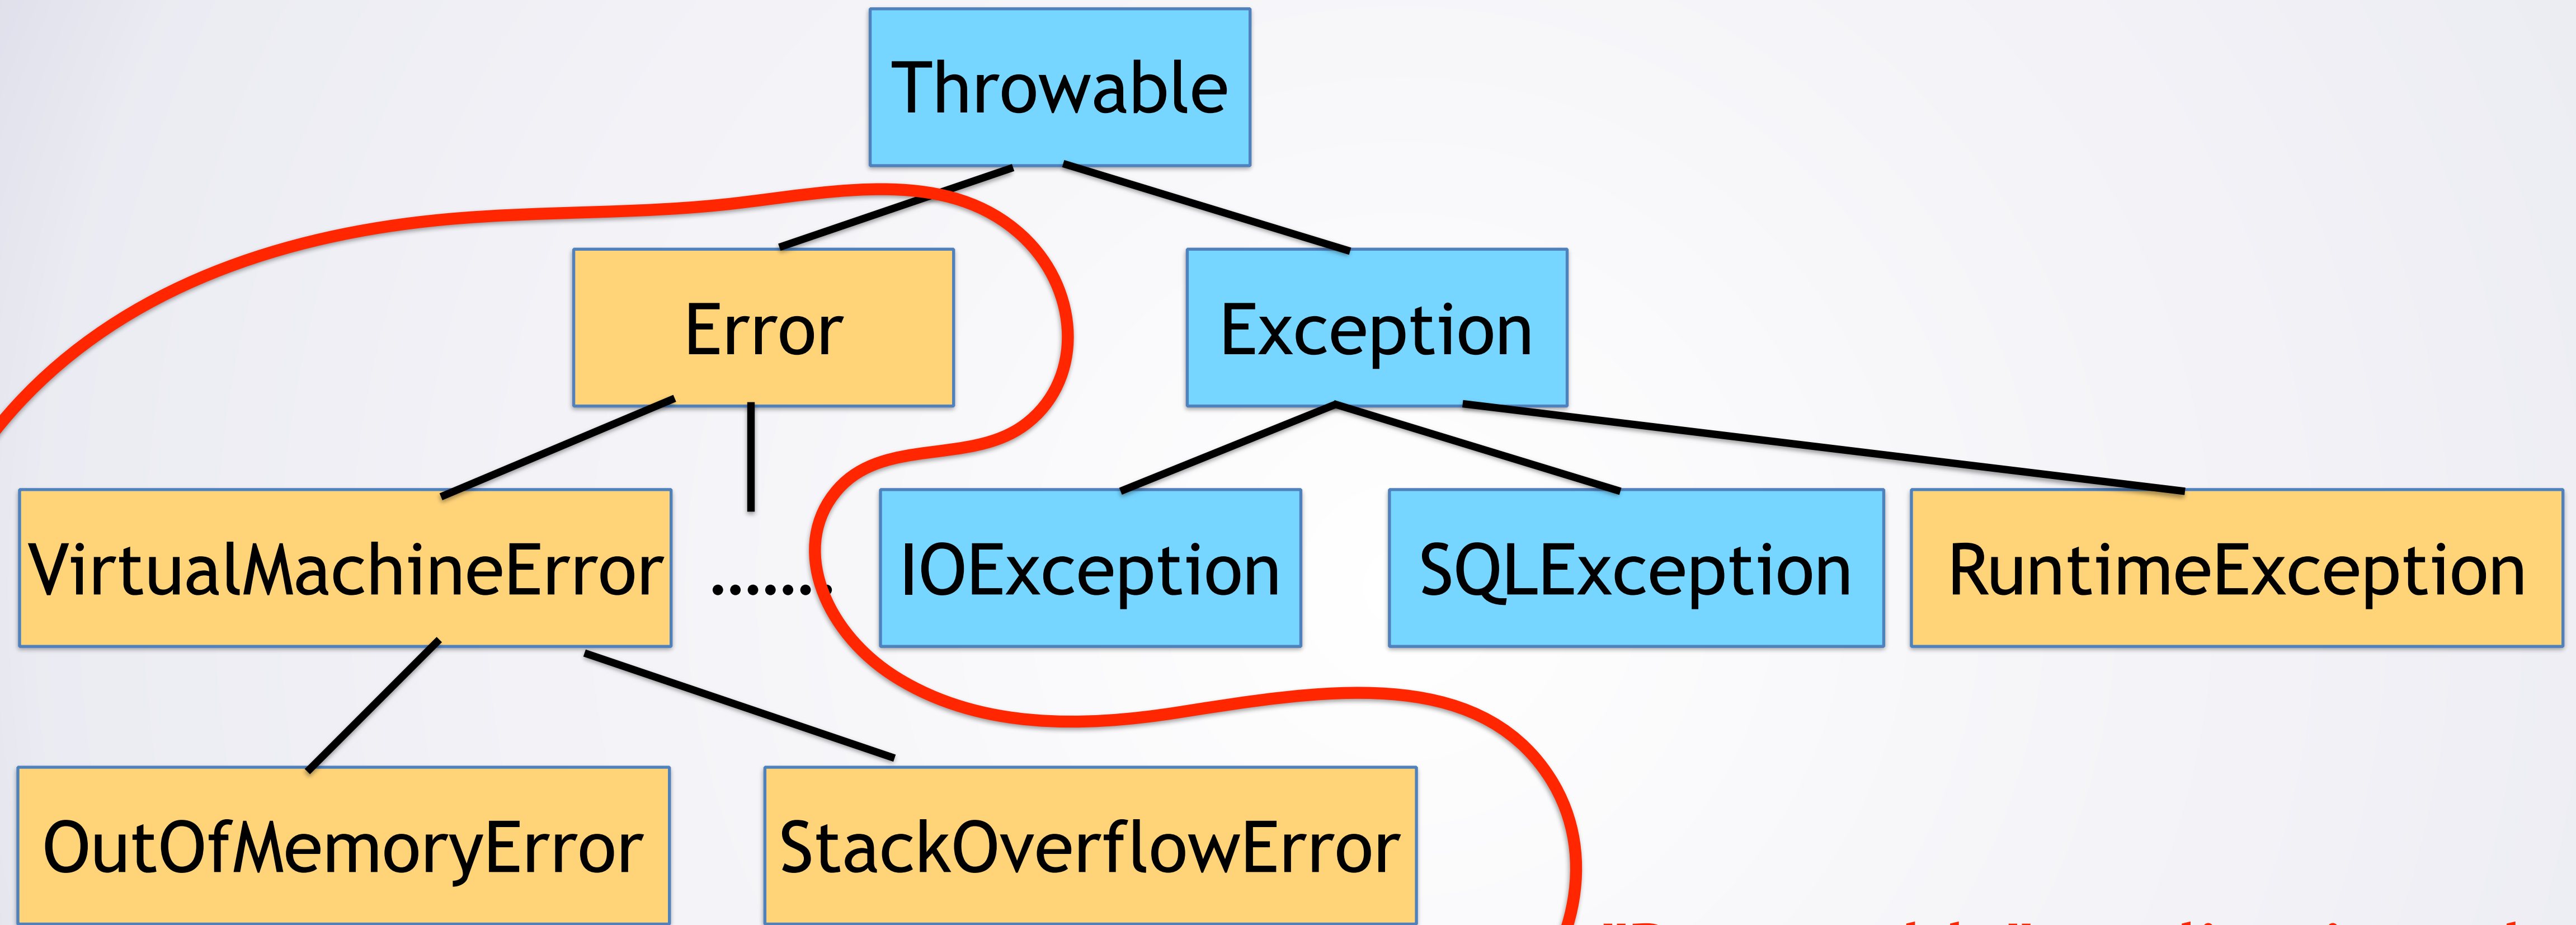 Throwable
Error
Exception
VirtualMachineError
.......
IOException
SQLException
RuntimeException
OutOfMemoryError
StackOverflowError